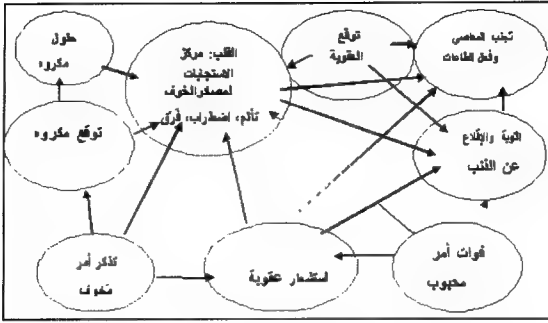 حلول
مكروه
القلب: مركز
الاستجابات
لمصادر الخوف
تألم، اضطراب، فَرَق
توقع
العقوبة
تجنب المعاصي
وفعل الطاعات
توقع مكروه
التوبة والإقلاع
عن الذنب
تذكر أمر
مخوف
استشعار عقوبة
فوات أمر
محبوب